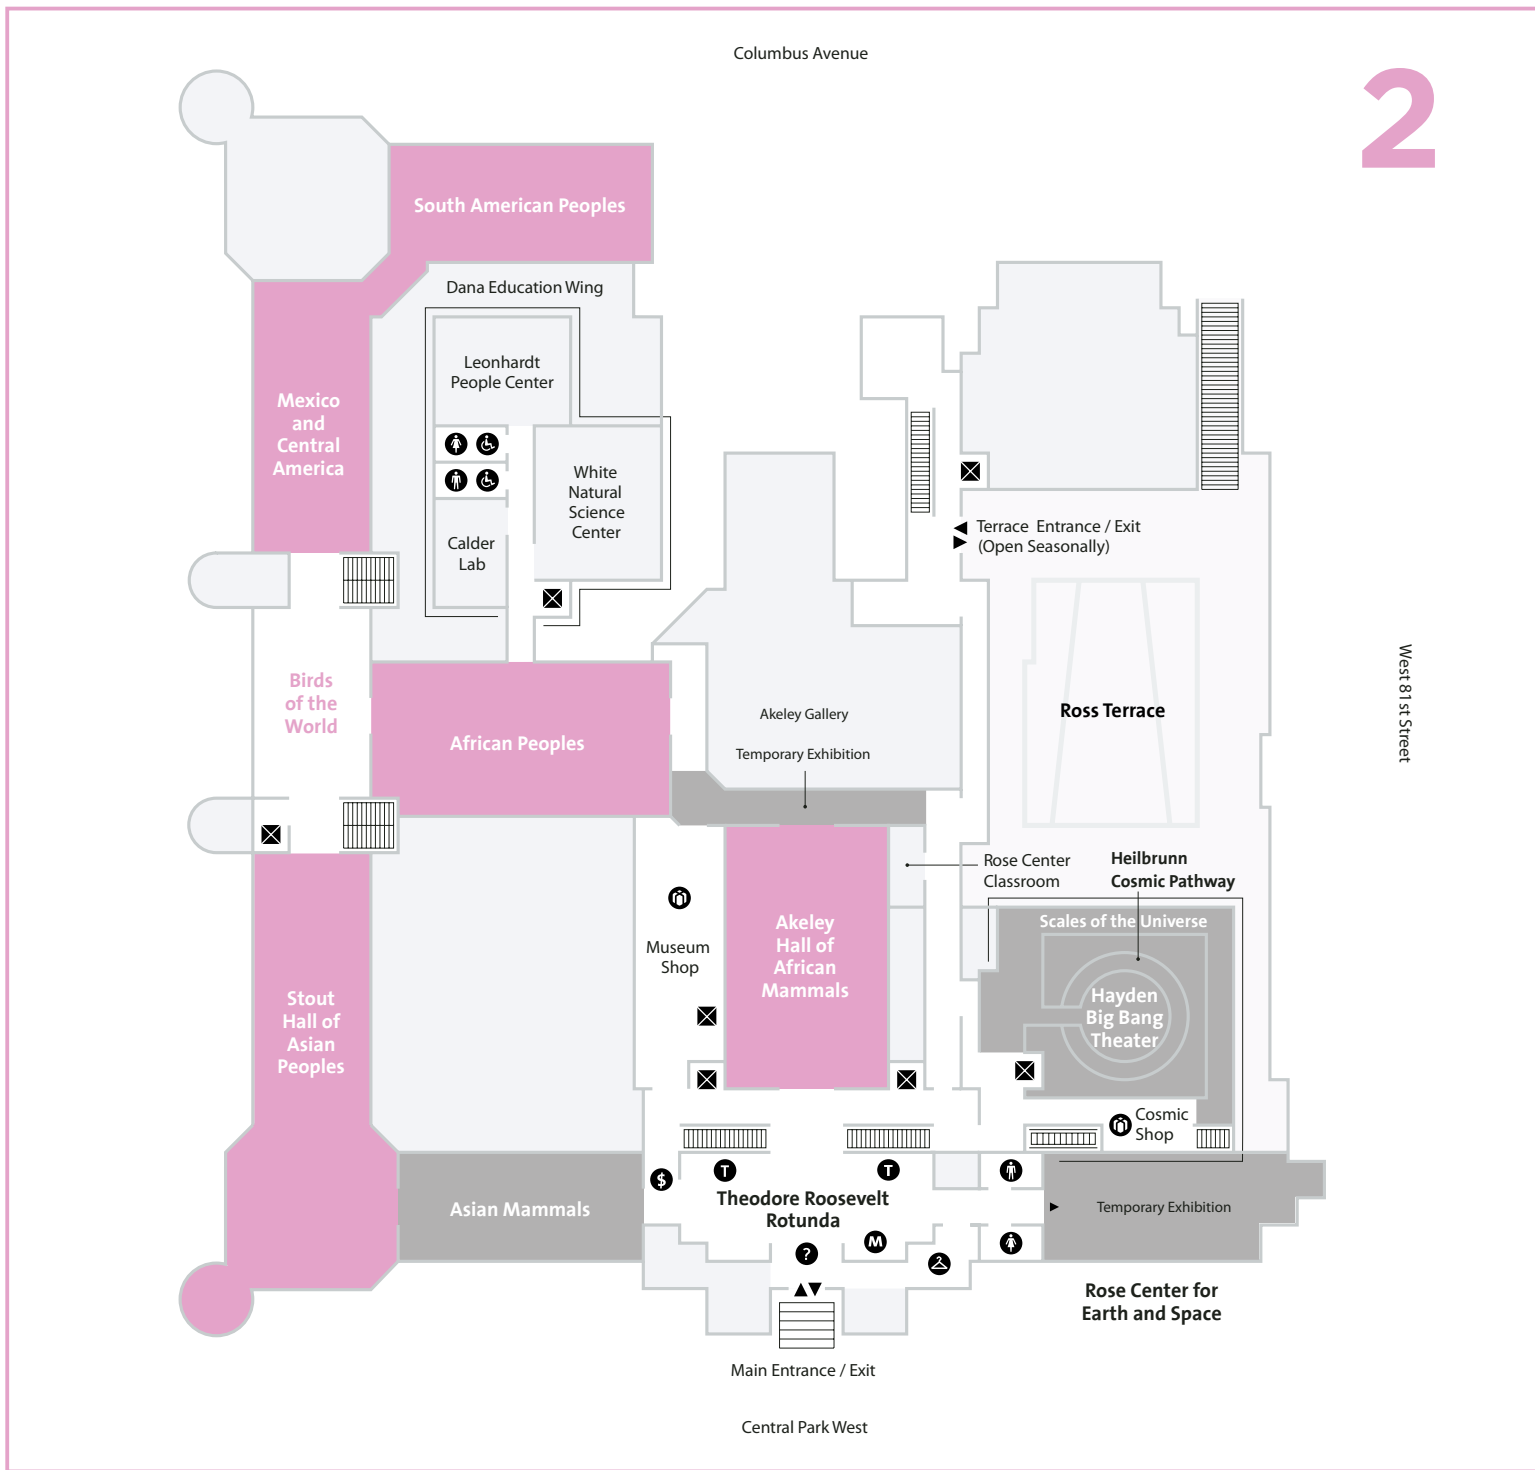 Columbus Avenue
2
South American Peoples
Dana Education Wing
Leonhardt
People Center
Mexico
and
Central
America
White
Natural
Science
Center
Calder
Lab
Terrace Entrance / Exit
(Open Seasonally)
Birds
of the
World
African Peoples
Akeley Gallery
Temporary Exhibition
Ross Terrace
West 81st Street
Rose Center
Classroom
Heilbrunn
Cosmic Pathway
Scales of the Universe
Museum
Shop
Akeley
Hall of
African
Mammals
Hayden
Big Bang
Theater
Stout
Hall of
Asian
Peoples
Cosmic
Shop
$
T
T
Asian Mammals
Theodore Roosevelt
Rotunda
Temporary Exhibition
M
?
Rose Center for
Earth and Space
Main Entrance / Exit
Central Park West